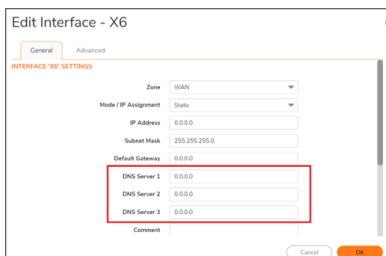 Edit Interface - X6
General Advanced
INTERFACE 'X6' SETTINGS
Zone WAN
Mode / IP Assignment Static
IP Address 0.0.0.0
Subnet Mask 255.255.255.0
Default Gateway 0.0.0.0
DNS Server 1 0.0.0.0
DNS Server 2 0.0.0.0
DNS Server 3 0.0.0.0
Comment
Cancel OK